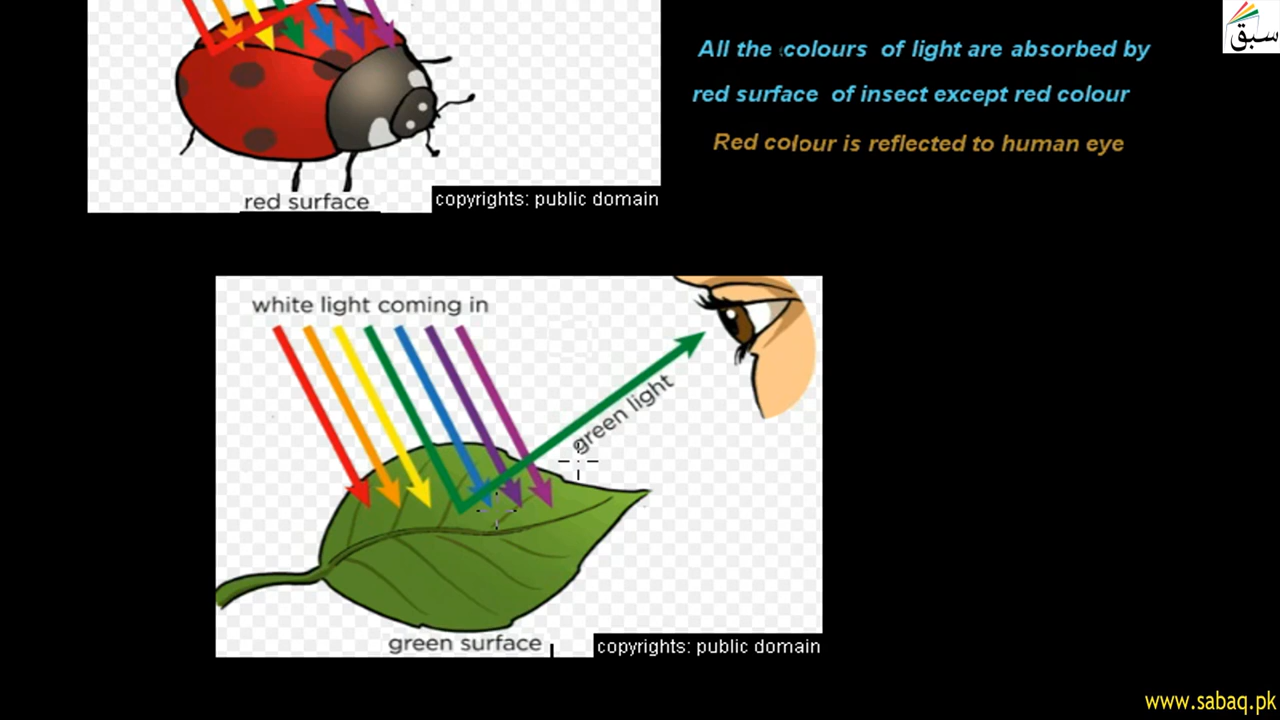 سبق
All the colours of light are absorbed by
red surface of insect except red colour
Red colour is reflected to human eye
red surface
copyrights: public domain
white light coming in
green light
green surface
copyrights: public domain
www.sabaq.pk